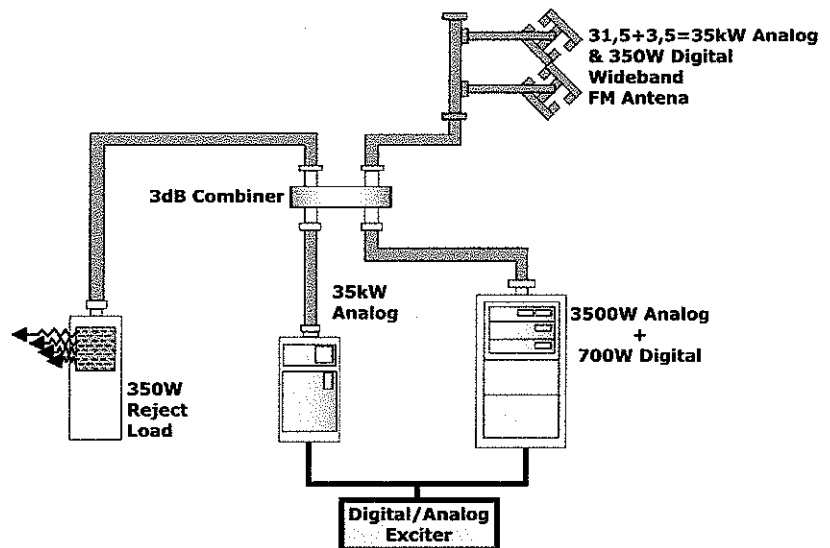 31,5+3,5=35kW Analog
& 350W Digital
Wideband
FM Antena
3dB Combiner
35kW
Analog
3500W Analog
+
700W Digital
350W
Reject
Load
Digital/Analog
Exciter